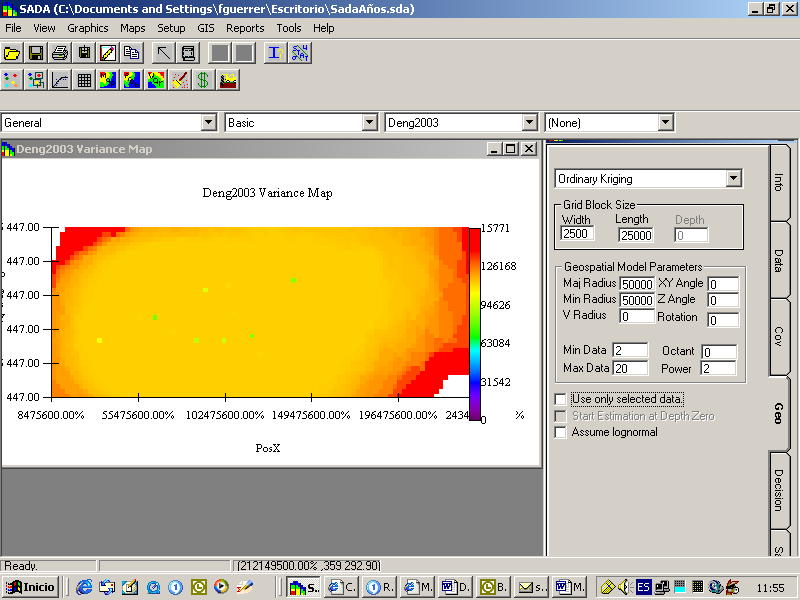 SADA (C:\Documents and Settings\fguerrer\Escritorio\SadaAños.sda)
File View Graphics Maps Setup GIS Reports Tools Help
General Basic Deng2003 (None)
Deng2003 Variance Map
Deng2003 Variance Map
447.00
447.00
447.00
447.00
447.00
447.00
8475600.00% 55475600.00% 102475600.00% 149475600.00% 196475600.00% 2434 %
PosX
15771
126168
94626
63084
31542
0
Ordinary Kriging
Grid Block Size
Width Length Depth
2500 25000 0
Geospatial Model Parameters
Maj Radius 50000 XY Angle 0
Min Radius 50000 Z Angle 0
V Radius 0 Rotation 0
Min Data 2 Octant 0
Max Data 20 Power 2
Use only selected data.
Start Estimation at Depth Zero
Assume lognormal
Info
Data
Cov
Geo
Decision
Ready.
(212149500.00% ,359 292.90)
Inicio S.. C. R. M. D. B. s.. M. ES 11:55